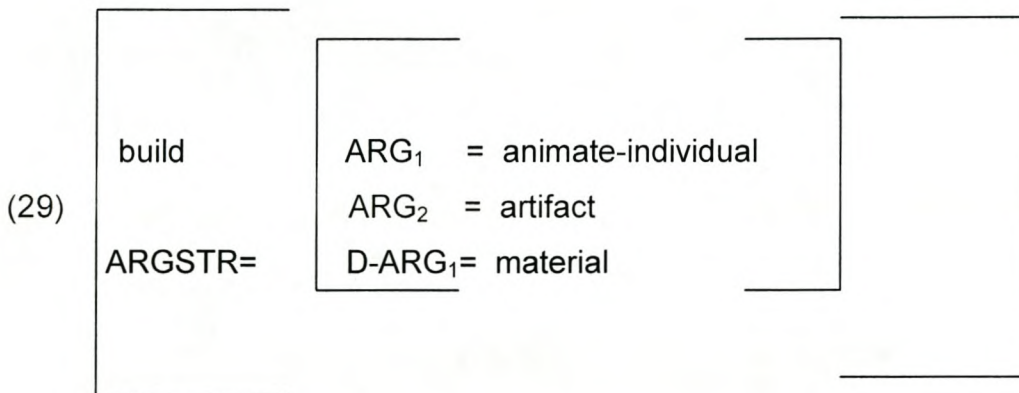 build ARG₁ = animate-individual
(29) ARG₂ = artifact
ARGSTR= D-ARG₁= material